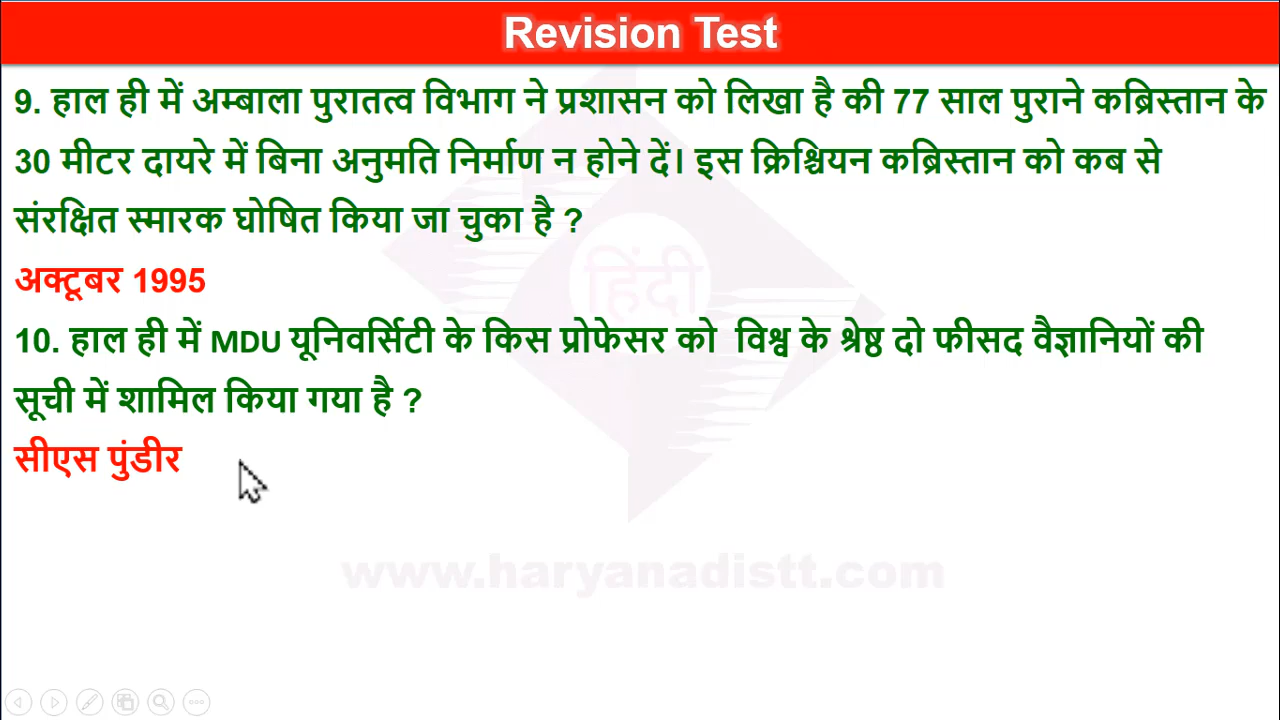 Revision Test
9. हाल ही में अम्बाला पुरातत्व विभाग ने प्रशासन को लिखा है की 77 साल पुराने कब्रिस्तान के
30 मीटर दायरे में बिना अनुमति निर्माण न होने दें। इस क्रिश्चियन कब्रिस्तान को कब से
संरक्षित स्मारक घोषित किया जा चुका है ?
अक्टूबर 1995
10. हाल ही में MDU यूनिवर्सिटी के किस प्रोफेसर को विश्व के श्रेष्ठ दो फीसद वैज्ञानियों की
सूची में शामिल किया गया है ?
सीएस पुंडीर
हिंदी
www.haryanadistt.com